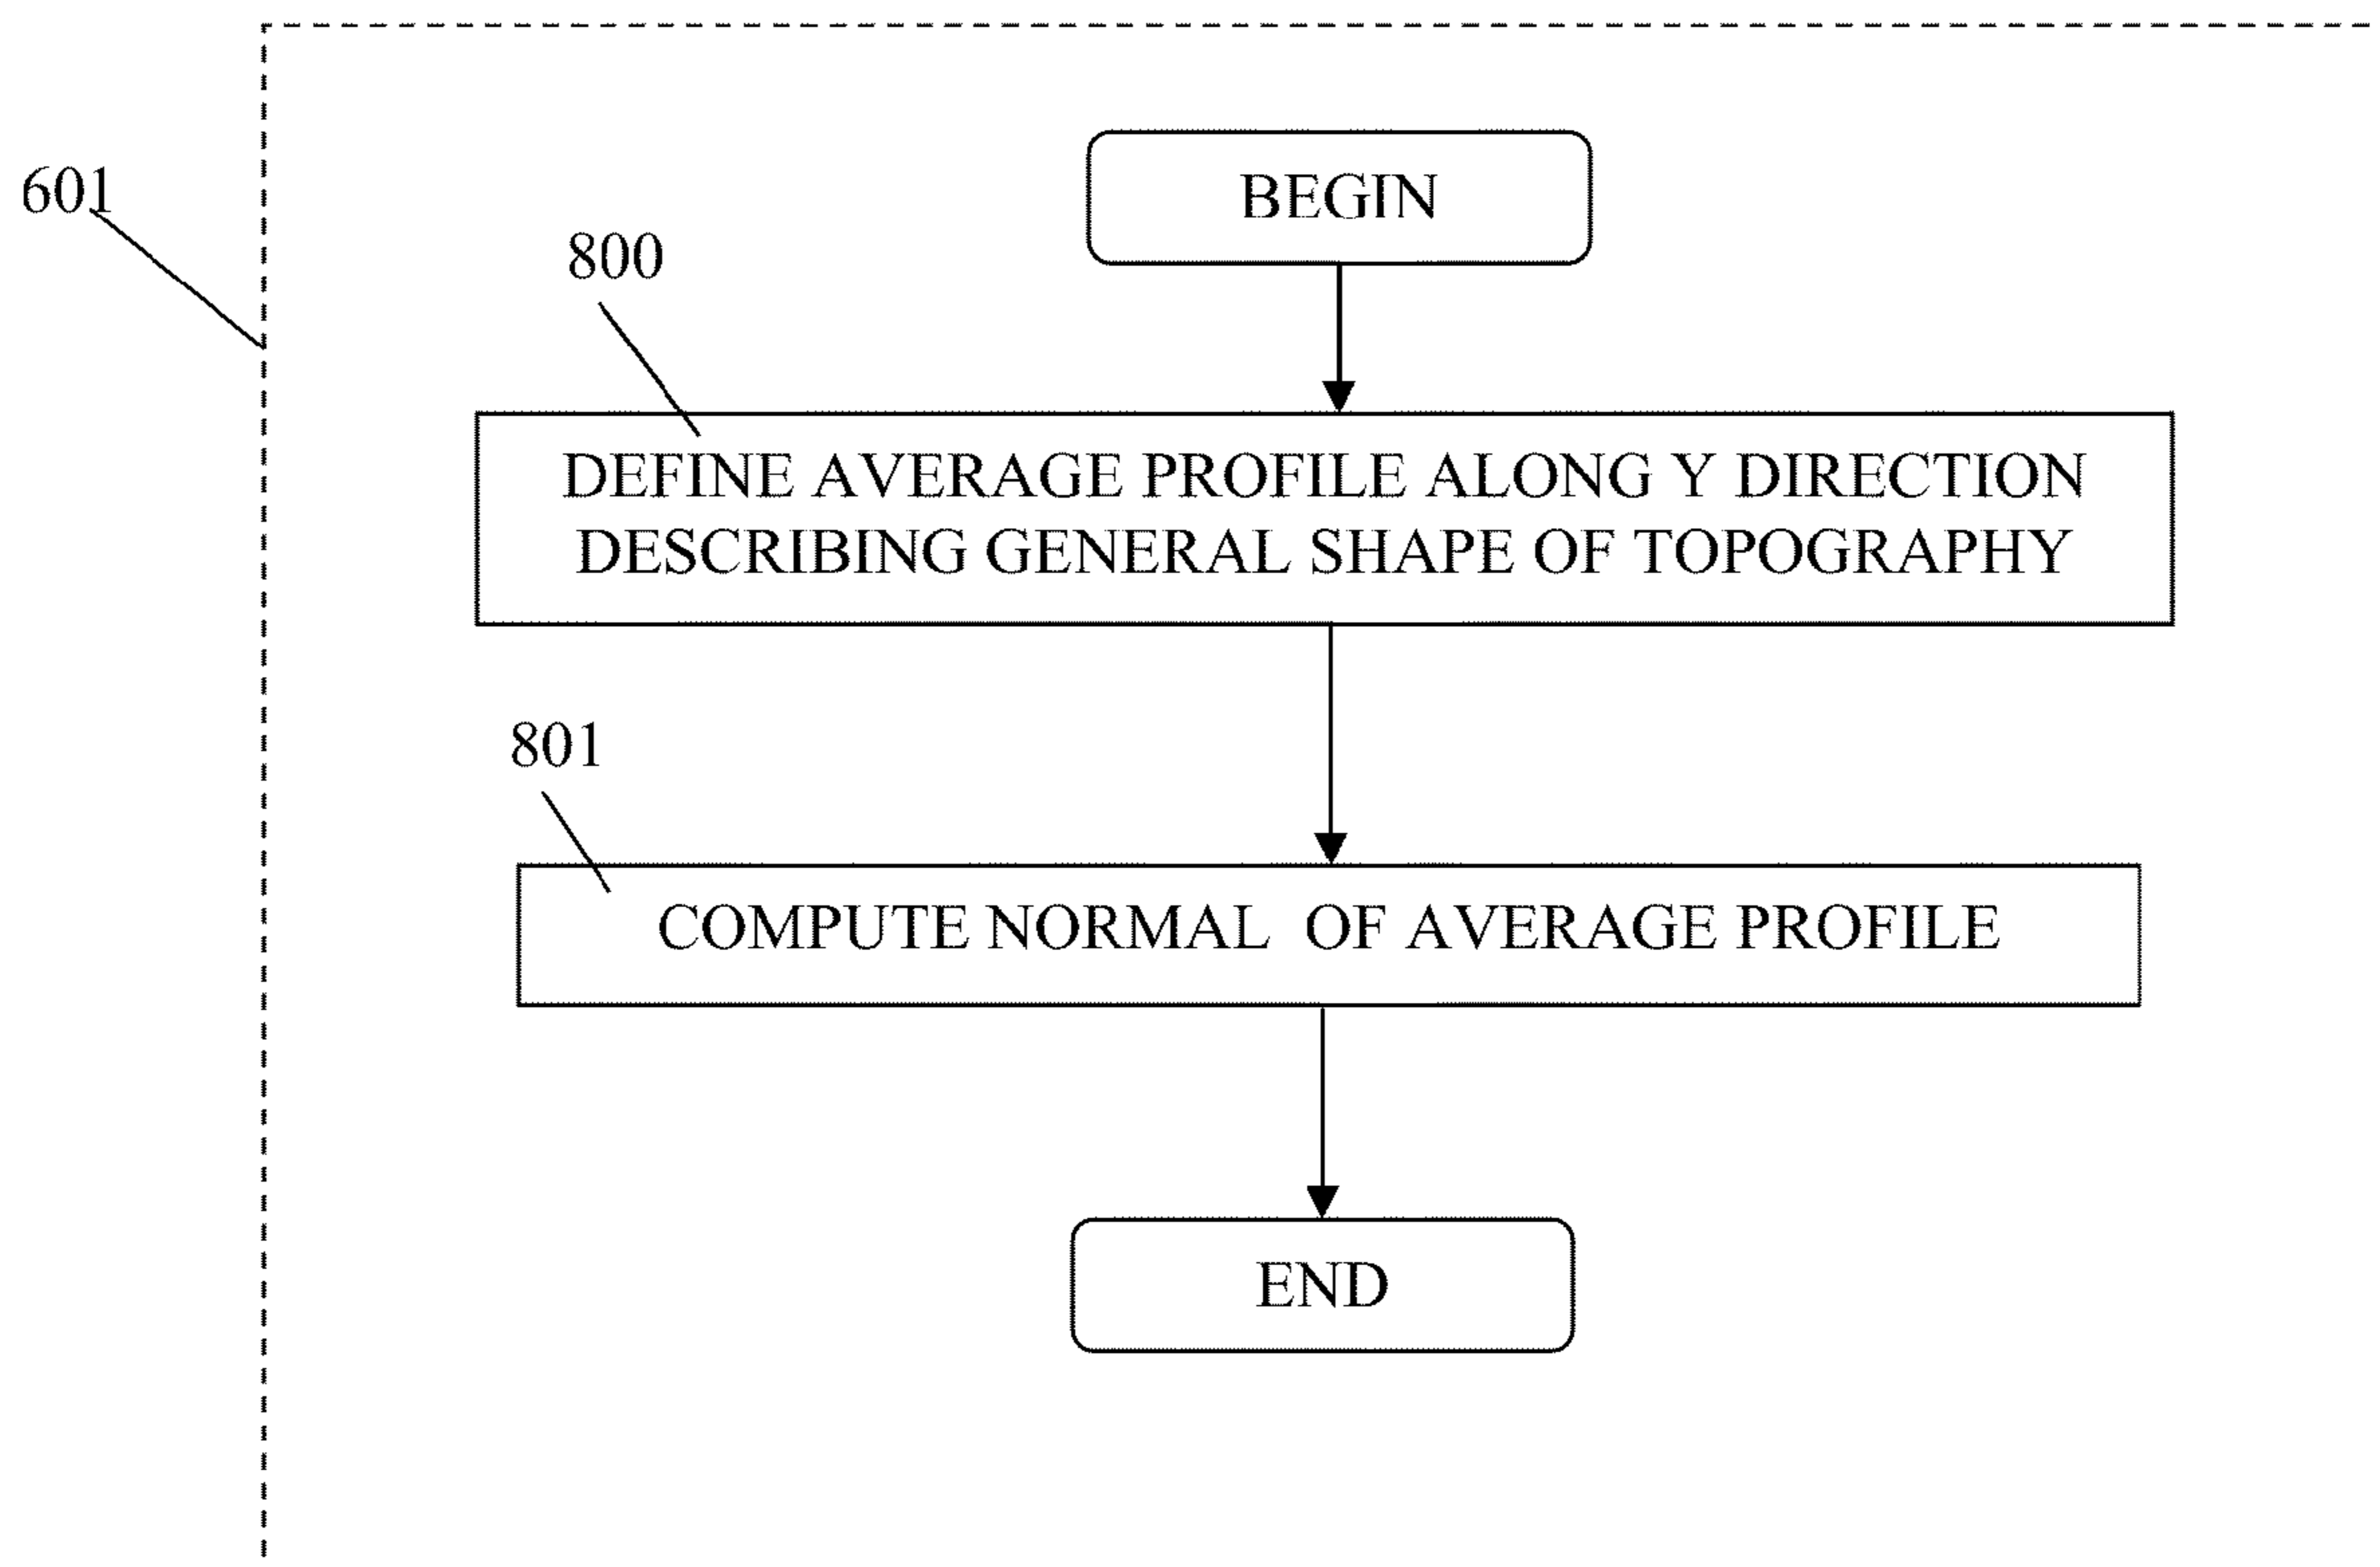 BEGIN
601
800
DEFINE AVERAGE PROFILE ALONG Y DIRECTION
DESCRIBING GENERAL SHAPE OF TOPOGRAPHY
801
COMPUTE NORMAL OF AVERAGE PROFILE
END